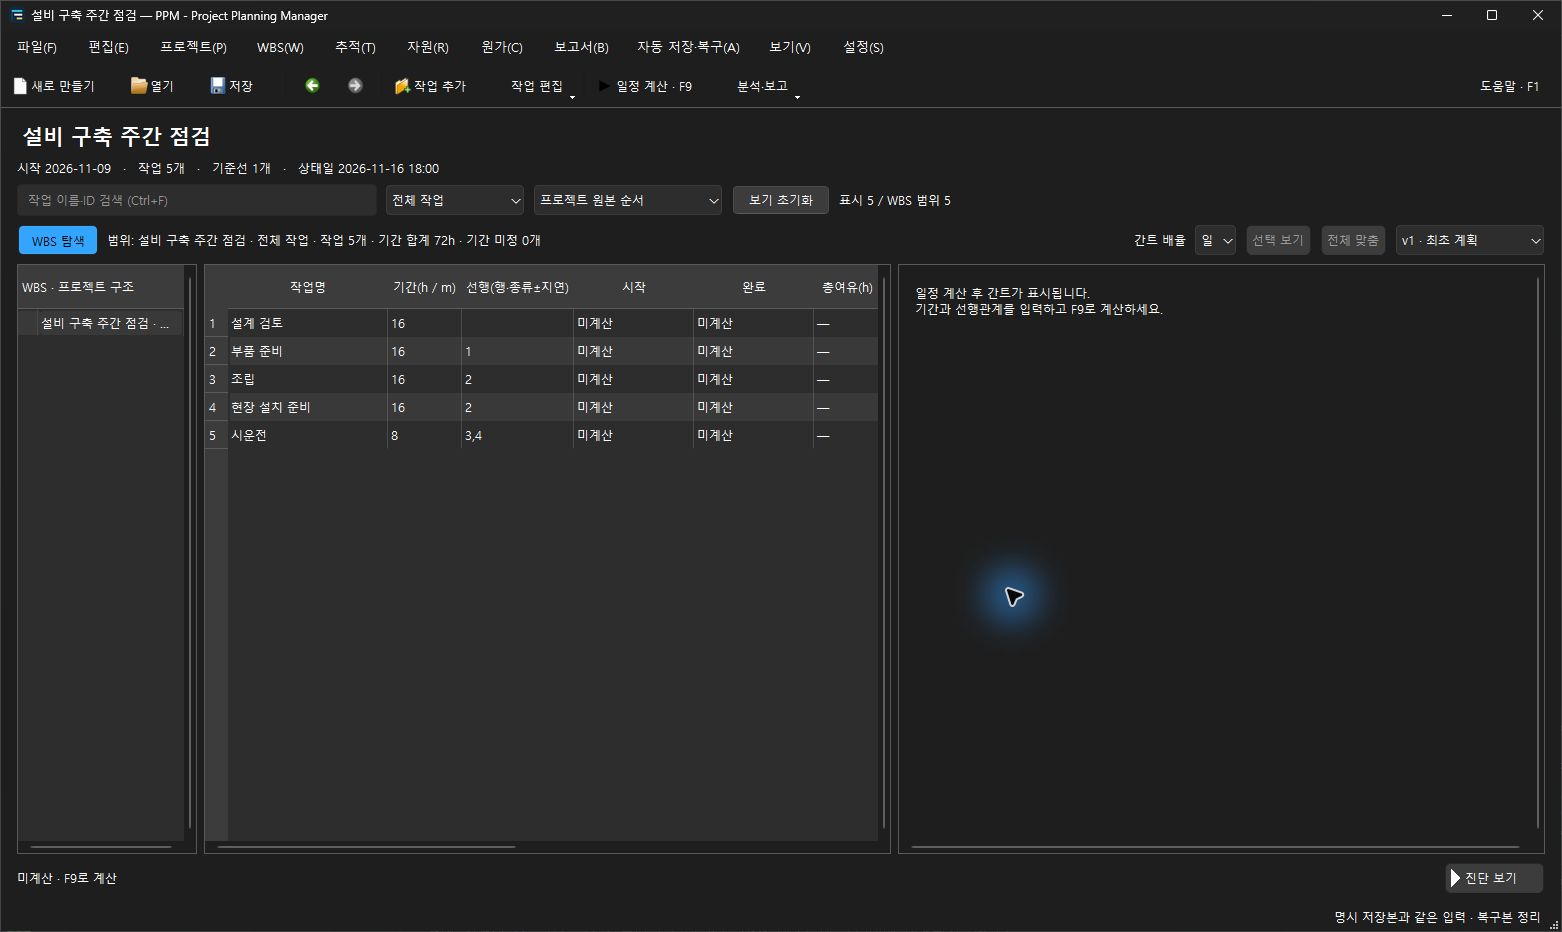 설비 구축 주간 점검 — PPM - Project Planning Manager
파일(F) 편집(E) 프로젝트(P) WBS(W) 추적(T) 자원(R) 원가(C) 보고서(B) 자동 저장·복구(A) 보기(V) 설정(S)
새로 만들기 열기 저장 작업 추가 작업 편집 일정 계산 · F9 분석·보고 도움말 · F1
설비 구축 주간 점검
시작 2026-11-09 · 작업 5개 · 기준선 1개 · 상태일 2026-11-16 18:00
작업 이름·ID 검색 (Ctrl+F) 전체 작업 프로젝트 원본 순서 보기 초기화 표시 5 / WBS 범위 5
WBS 탐색 범위: 설비 구축 주간 점검 · 전체 작업 · 작업 5개 · 기간 합계 72h · 기간 미정 0개 간트 배율 일 선택 보기 전체 맞춤 v1 · 최초 계획
WBS · 프로젝트 구조
설비 구축 주간 점검 · ...
작업명 기간(h / m) 선행(행·종류±지연) 시작 완료 총여유(h)
1 설계 검토 16 미계산 미계산 —
2 부품 준비 16 1 미계산 미계산 —
3 조립 16 2 미계산 미계산 —
4 현장 설치 준비 16 2 미계산 미계산 —
5 시운전 8 3,4 미계산 미계산 —
일정 계산 후 간트가 표시됩니다.
기간과 선행관계를 입력하고 F9로 계산하세요.
미계산 · F9로 계산 진단 보기
명시 저장본과 같은 입력 · 복구본 정리